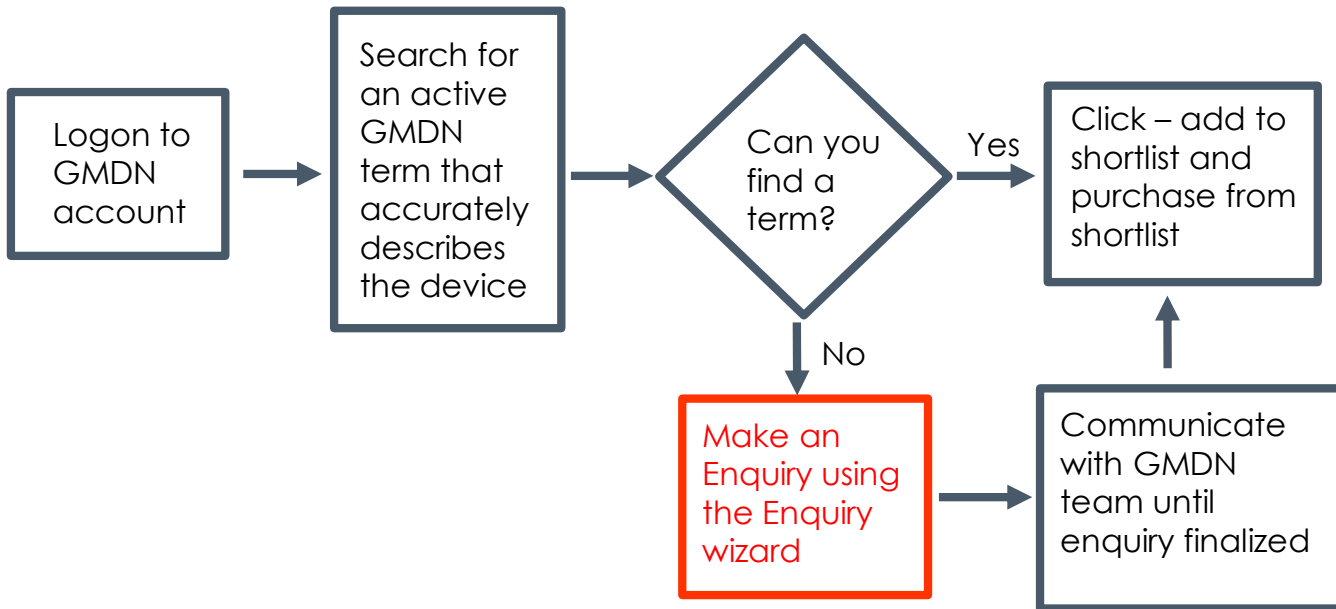 Logon to
GMDN
account
Search for
an active
GMDN
term that
accurately
describes
the device
Can you
find a
term?
Yes
Click – add to
shortlist and
purchase from
shortlist
No
Make an
Enquiry using
the Enquiry
wizard
Communicate
with GMDN
team until
enquiry finalized